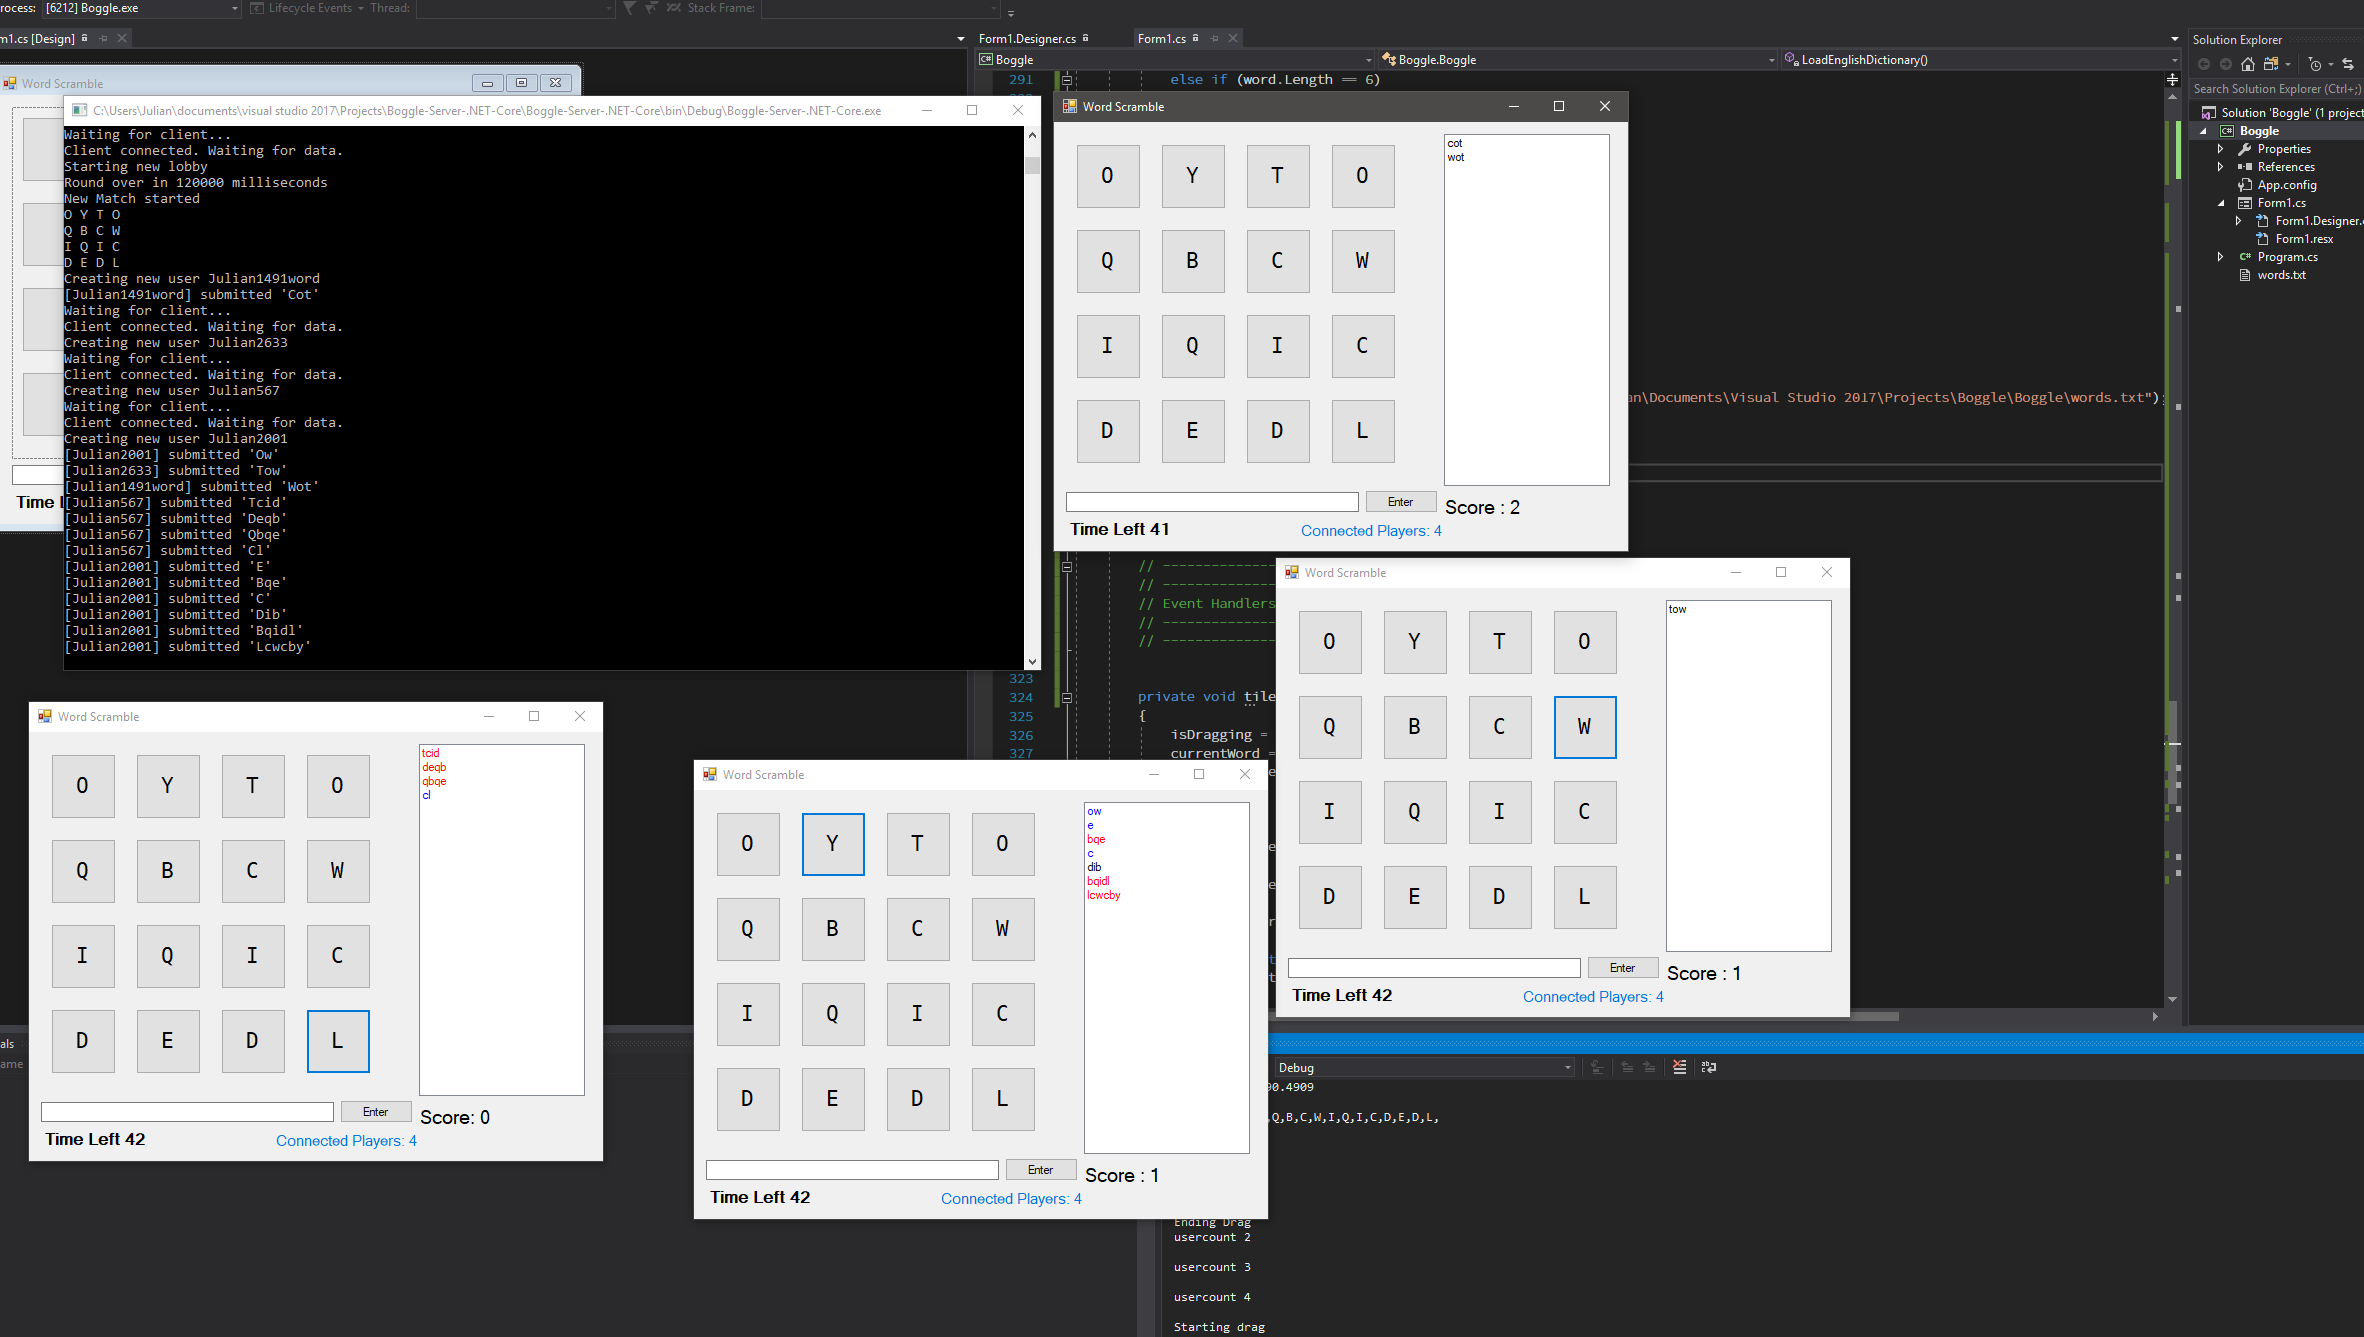 rocess: [6212] Boggle.exe Lifecycle Events Thread: Stack Frame:
m1.cs [Design]
Form1.Designer.cs Form1.cs
Boggle Boggle.Boggle LoadEnglishDictionary()
Solution Explorer
Search Solution Explorer (Ctrl+;)
Solution 'Boggle' (1 project
Boggle
Properties
References
App.config
Form1.cs
Form1.Designer.
Form1.resx
Program.cs
words.txt
Word Scramble
Time
C:\Users\Julian\documents\visual studio 2017\Projects\Boggle-Server-.NET-Core\Boggle-Server-.NET-Core\bin\Debug\Boggle-Server-.NET-Core.exe
Waiting for client...
Client connected. Waiting for data.
Starting new lobby
Round over in 120000 milliseconds
New Match started
O Y T O
Q B C W
I Q I C
D E D L
Creating new user Julian1491word
[Julian1491word] submitted 'Cot'
Waiting for client...
Client connected. Waiting for data.
Creating new user Julian2633
Waiting for client...
Client connected. Waiting for data.
Creating new user Julian567
Waiting for client...
Client connected. Waiting for data.
Creating new user Julian2001
[Julian2001] submitted 'Ow'
[Julian2633] submitted 'Tow'
[Julian1491word] submitted 'Wot'
[Julian567] submitted 'Tcid'
[Julian567] submitted 'Deqb'
[Julian567] submitted 'Qbqe'
[Julian567] submitted 'Cl'
[Julian2001] submitted 'E'
[Julian2001] submitted 'Bqe'
[Julian2001] submitted 'C'
[Julian2001] submitted 'Dib'
[Julian2001] submitted 'Bqidl'
[Julian2001] submitted 'Lcwcby'
291 else if (word.Length == 6)
an\Documents\Visual Studio 2017\Projects\Boggle\Boggle\words.txt");
// --------------
// --------------
// Event Handlers
// --------------
// --------------
323
324 private void tile
325 {
326 isDragging =
327 currentWord =
Word Scramble
O Y T O
Q B C W
I Q I C
D E D L
cot
wot
Enter
Score : 2
Time Left 41
Connected Players: 4
Word Scramble
O Y T O
Q B C W
I Q I C
D E D L
tow
Enter
Score : 1
Time Left 42
Connected Players: 4
Word Scramble
O Y T O
Q B C W
I Q I C
D E D L
tcid
deqb
qbqe
cl
Enter
Score: 0
Time Left 42
Connected Players: 4
Word Scramble
O Y T O
Q B C W
I Q I C
D E D L
ow
e
bqe
c
dib
bqidl
lcwcby
Enter
Score : 1
Time Left 42
Connected Players: 4
als
ame
Debug
90.4909
,Q,B,C,W,I,Q,I,C,D,E,D,L,
Ending Drag
usercount 2
usercount 3
usercount 4
Starting drag